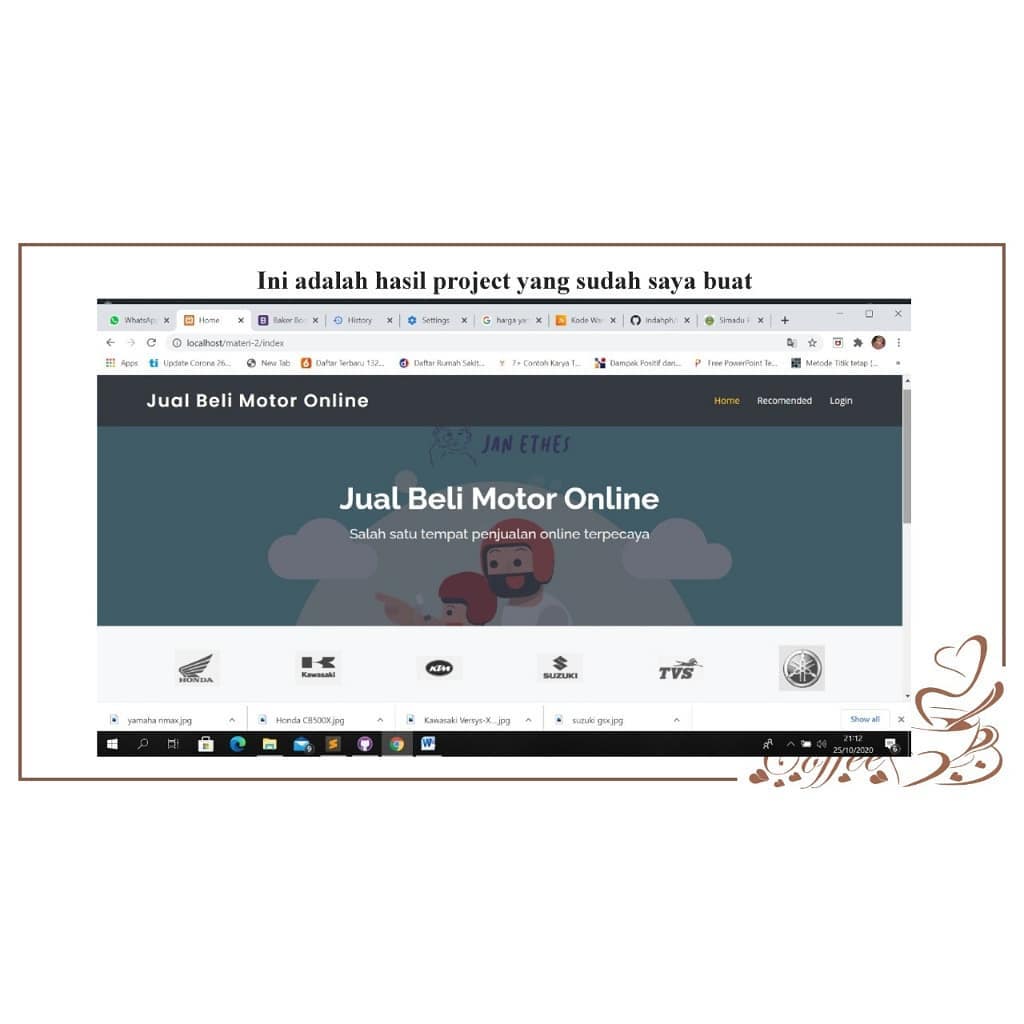 Ini adalah hasil project yang sudah saya buat
WhatsAp
Home
Baker Bo
History
Settings
harga ya
Kode Wa
Indahph/
Simadu
localhost/materi-2/index
Apps
Update Corona 26...
New Tab
Daftar Terbaru 132...
Daftar Rumah Sakit...
7+ Contoh Karya T...
Dampak Positif dan...
Free PowerPoint Te...
Metode Titik tetap (...
Jual Beli Motor Online
Home
Recomended
Login
JAN ETHES
Jual Beli Motor Online
Salah satu tempat penjualan online terpecaya
HONDA
Kawasaki
KTM
SUZUKI
TVS
yamaha nmax.jpg
Honda CB500X.jpg
Kawasaki Versys-X...jpg
suzuki gsx.jpg
Show all
21:12
25/10/2020
Coffee